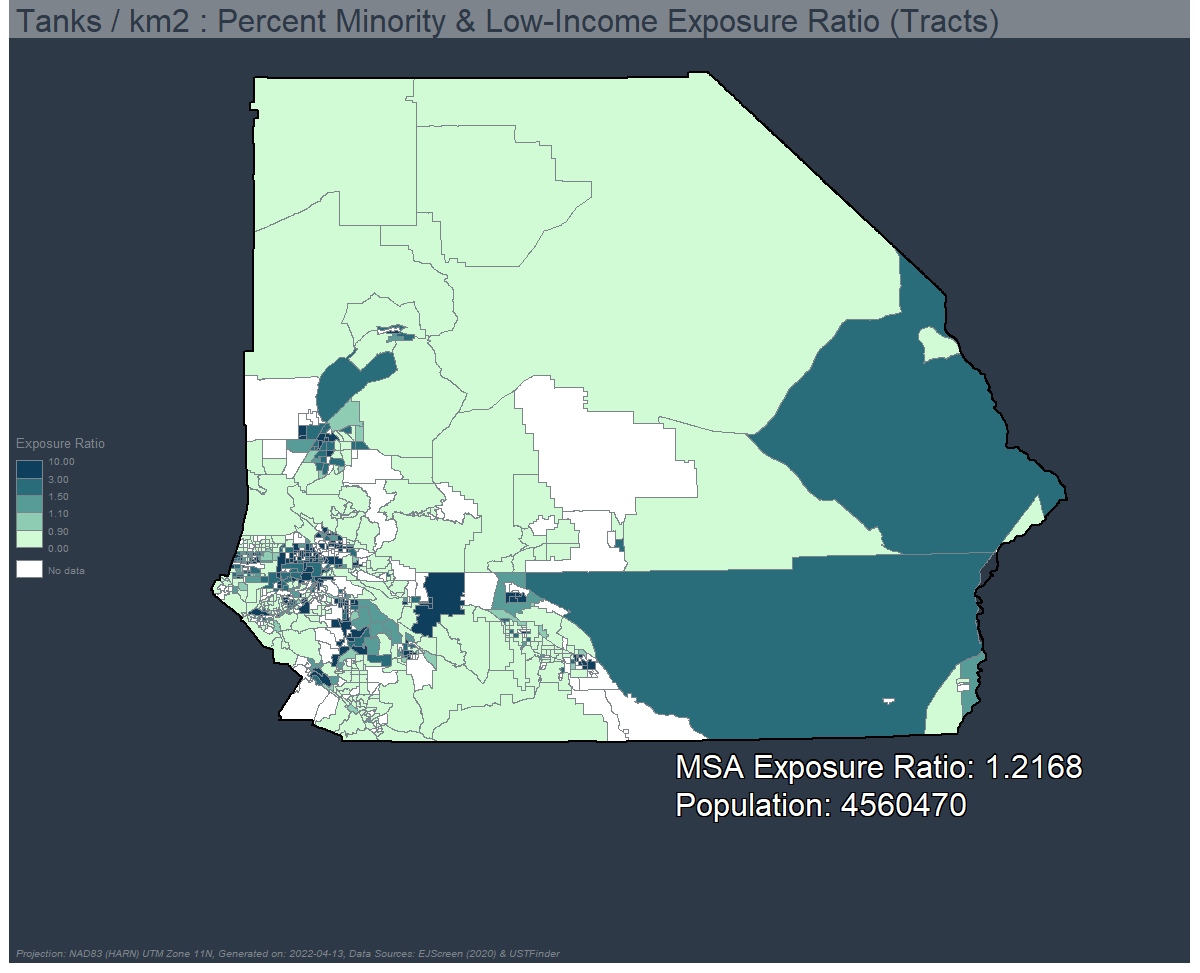 Tanks / km2 : Percent Minority & Low-Income Exposure Ratio (Tracts)
Exposure Ratio
10.00
3.00
1.50
1.10
0.90
0.00
No data
MSA Exposure Ratio: 1.2168
Population: 4560470
Projection: NAD83 (HARN) UTM Zone 11N, Generated on: 2022-04-13, Data Sources: EJScreen (2020) & USTFinder